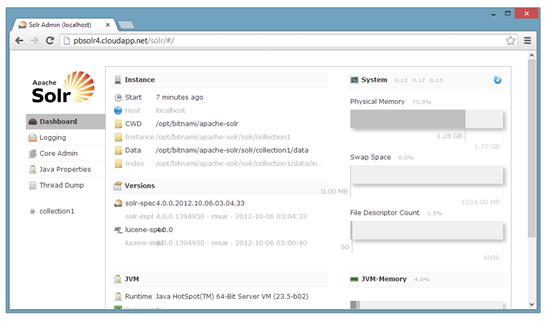 Solr Admin (localhost)
pbsolr4.cloudapp.net/solr/#/
Apache
Solr
Dashboard
Logging
Core Admin
Java Properties
Thread Dump
collection1
Instance
Start 7 minutes ago
Host localhost
CWD /opt/bitnami/apache-solr
Instance /opt/bitnami/apache-solr/solr/collection1
Data /opt/bitnami/apache-solr/solr/collection1/data
Index /opt/bitnami/apache-solr/solr/collection1/data/in...
Versions
solr-spec 4.0.0.2012.10.06.03.04.33
solr-impl 4.0.0 1394950 - rmuir - 2012-10-06 03:04:33
lucene-spec 4.0.0
lucene-impl 4.0.0 1394950 - rmuir - 2012-10-06 03:00:40
JVM
Runtime Java HotSpot(TM) 64-Bit Server VM (23.5-b02)
System 0.12 0.17 0.15
Physical Memory 75.5%
1.28 GB
1.70 GB
Swap Space 0.0%
0.00 MB
1024.00 MB
File Descriptor Count 1.5%
60
4096
JVM-Memory 4.0%